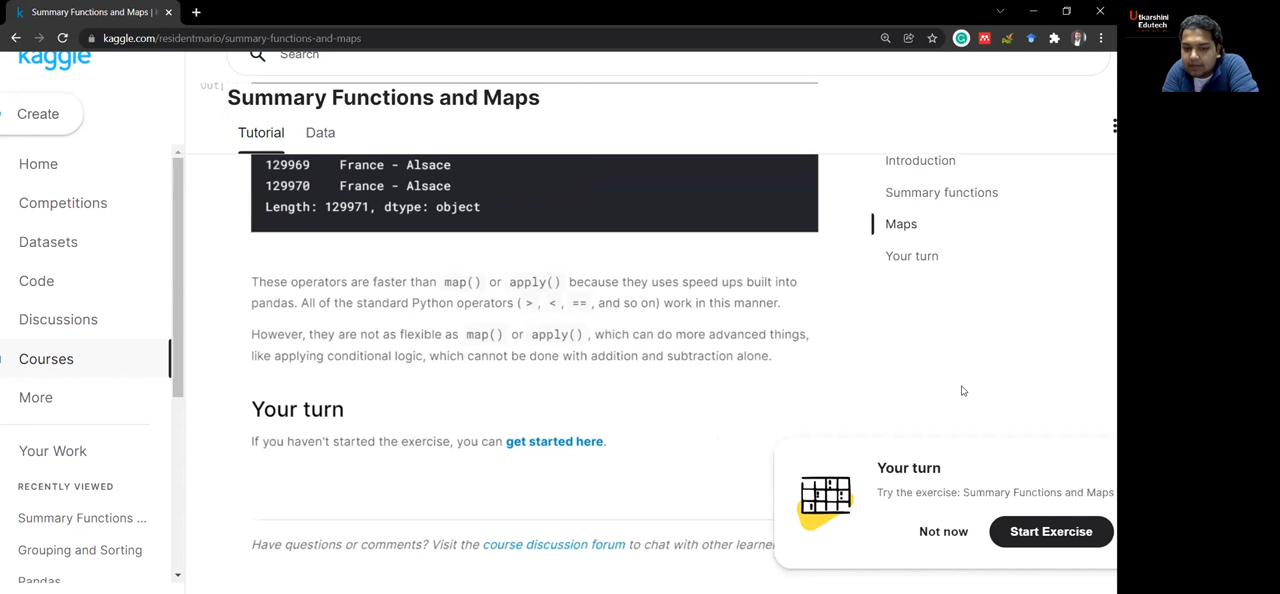 Summary Functions and Maps |
kaggle.com/residentmario/summary-functions-and-maps
Utkarshini
Edutech
kaggle
Search
Create
Out[
Summary Functions and Maps
Tutorial Data
Home
Competitions
Datasets
Code
Discussions
Courses
More
Your Work
RECENTLY VIEWED
Summary Functions ...
Grouping and Sorting
Pandas
129969 France - Alsace
129970 France - Alsace
Length: 129971, dtype: object
These operators are faster than map() or apply() because they uses speed ups built into
pandas. All of the standard Python operators ( > , < , == , and so on) work in this manner.
However, they are not as flexible as map() or apply() , which can do more advanced things,
like applying conditional logic, which cannot be done with addition and subtraction alone.
Your turn
If you haven't started the exercise, you can get started here.
Have questions or comments? Visit the course discussion forum to chat with other learner
Introduction
Summary functions
Maps
Your turn
Your turn
Try the exercise: Summary Functions and Maps
Not now Start Exercise